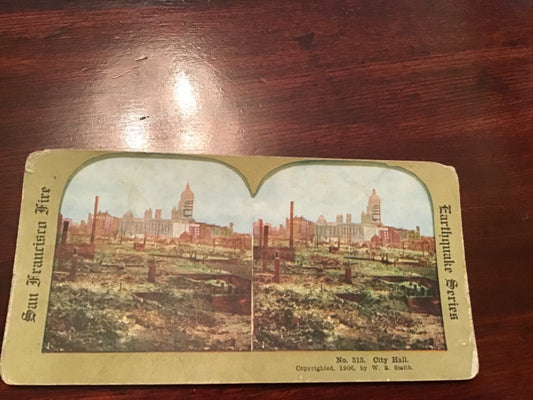 San Francisco Fire
Earthquake Series
No. 313. City Hall.
Copyrighted, 1906, by W. S. Smith.